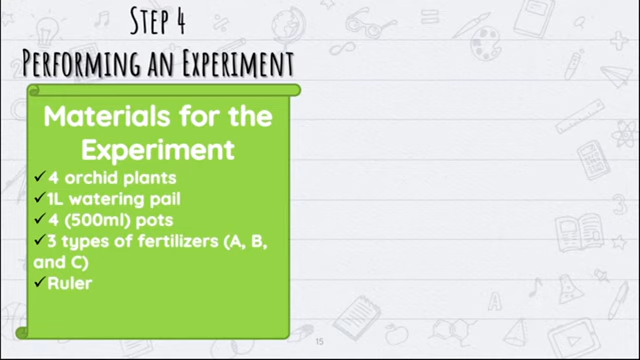 STEP 4
PERFORMING AN EXPERIMENT
Materials for the
Experiment
✓4 orchid plants
✓1L watering pail
✓4 (500ml) pots
✓3 types of fertilizers (A, B,
and C)
✓Ruler
15